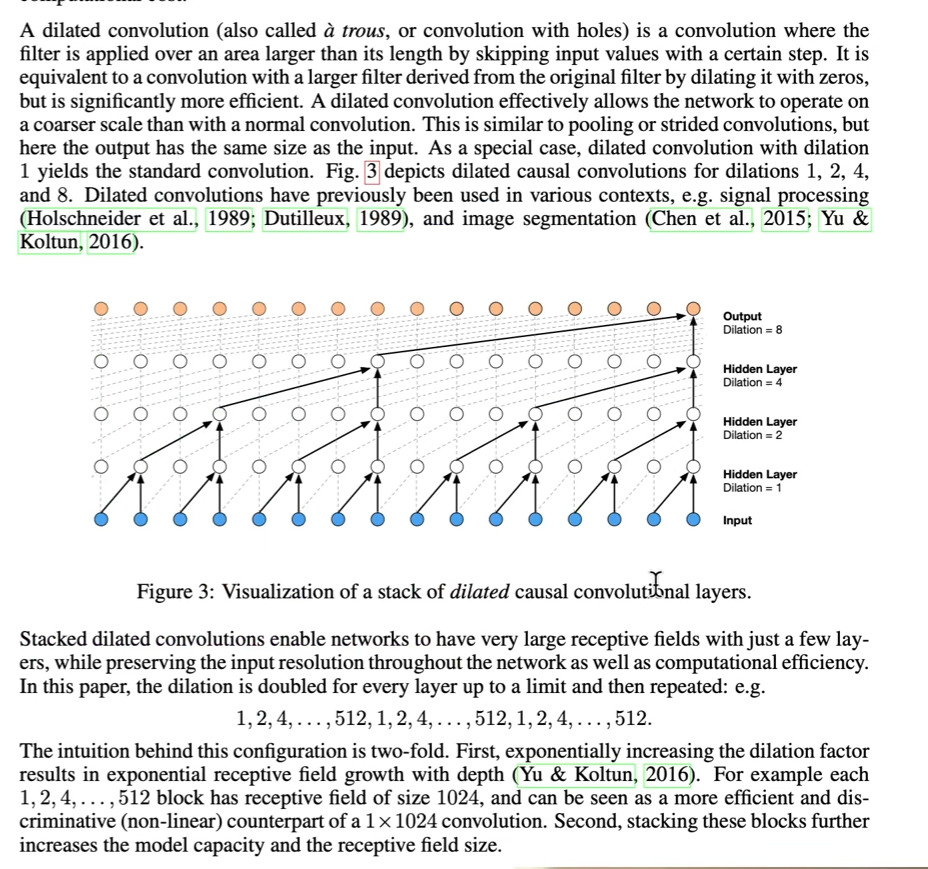 A dilated convolution (also called à trous, or convolution with holes) is a convolution where the
filter is applied over an area larger than its length by skipping input values with a certain step. It is
equivalent to a convolution with a larger filter derived from the original filter by dilating it with zeros,
but is significantly more efficient. A dilated convolution effectively allows the network to operate on
a coarser scale than with a normal convolution. This is similar to pooling or strided convolutions, but
here the output has the same size as the input. As a special case, dilated convolution with dilation
1 yields the standard convolution. Fig. 3 depicts dilated causal convolutions for dilations 1, 2, 4,
and 8. Dilated convolutions have previously been used in various contexts, e.g. signal processing
(Holschneider et al., 1989; Dutilleux, 1989), and image segmentation (Chen et al., 2015; Yu &
Koltun, 2016).
Output
Dilation = 8
Hidden Layer
Dilation = 4
Hidden Layer
Dilation = 2
Hidden Layer
Dilation = 1
Input
Figure 3: Visualization of a stack of dilated causal convolutional layers.
Stacked dilated convolutions enable networks to have very large receptive fields with just a few lay-
ers, while preserving the input resolution throughout the network as well as computational efficiency.
In this paper, the dilation is doubled for every layer up to a limit and then repeated: e.g.
1, 2, 4, . . . , 512, 1, 2, 4, . . . , 512, 1, 2, 4, . . . , 512.
The intuition behind this configuration is two-fold. First, exponentially increasing the dilation factor
results in exponential receptive field growth with depth (Yu & Koltun, 2016). For example each
1, 2, 4, . . . , 512 block has receptive field of size 1024, and can be seen as a more efficient and dis-
criminative (non-linear) counterpart of a 1×1024 convolution. Second, stacking these blocks further
increases the model capacity and the receptive field size.